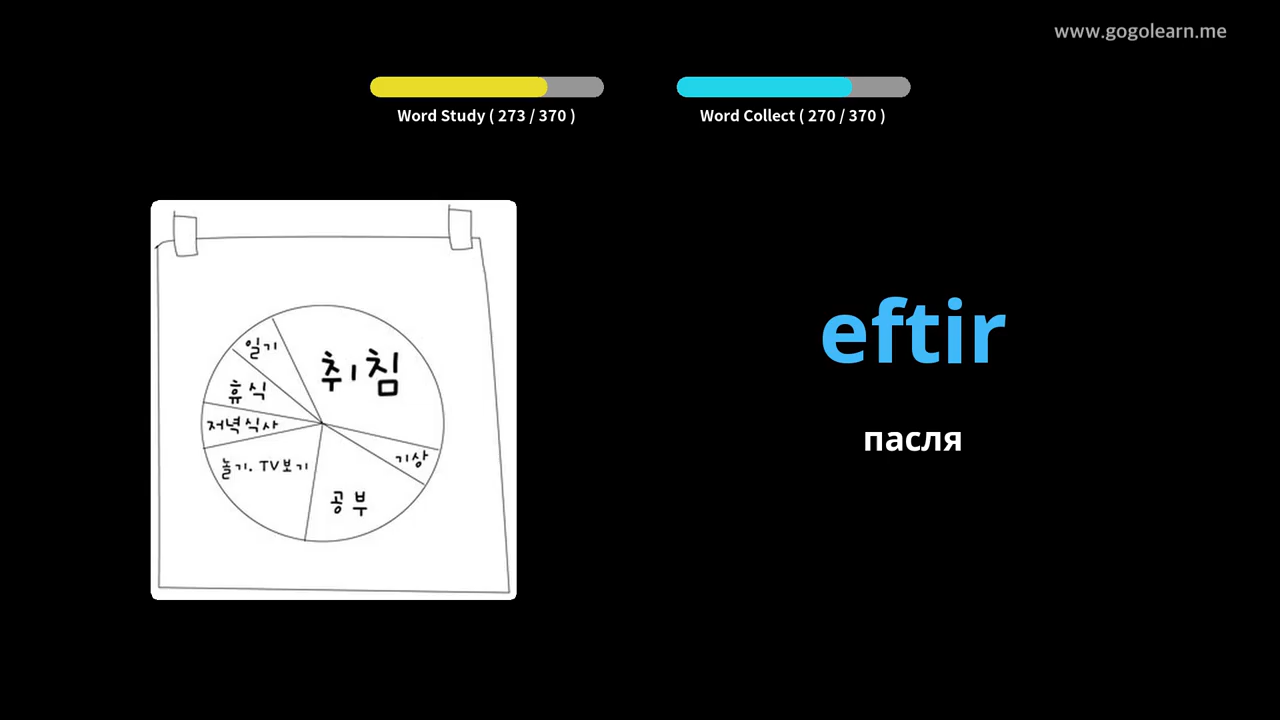 www.gogolearn.me
Word Study ( 273 / 370 )
Word Collect ( 270 / 370 )
일기
취침
휴식
저녁식사
놀기. TV보기
기상
공부
eftir
пасля